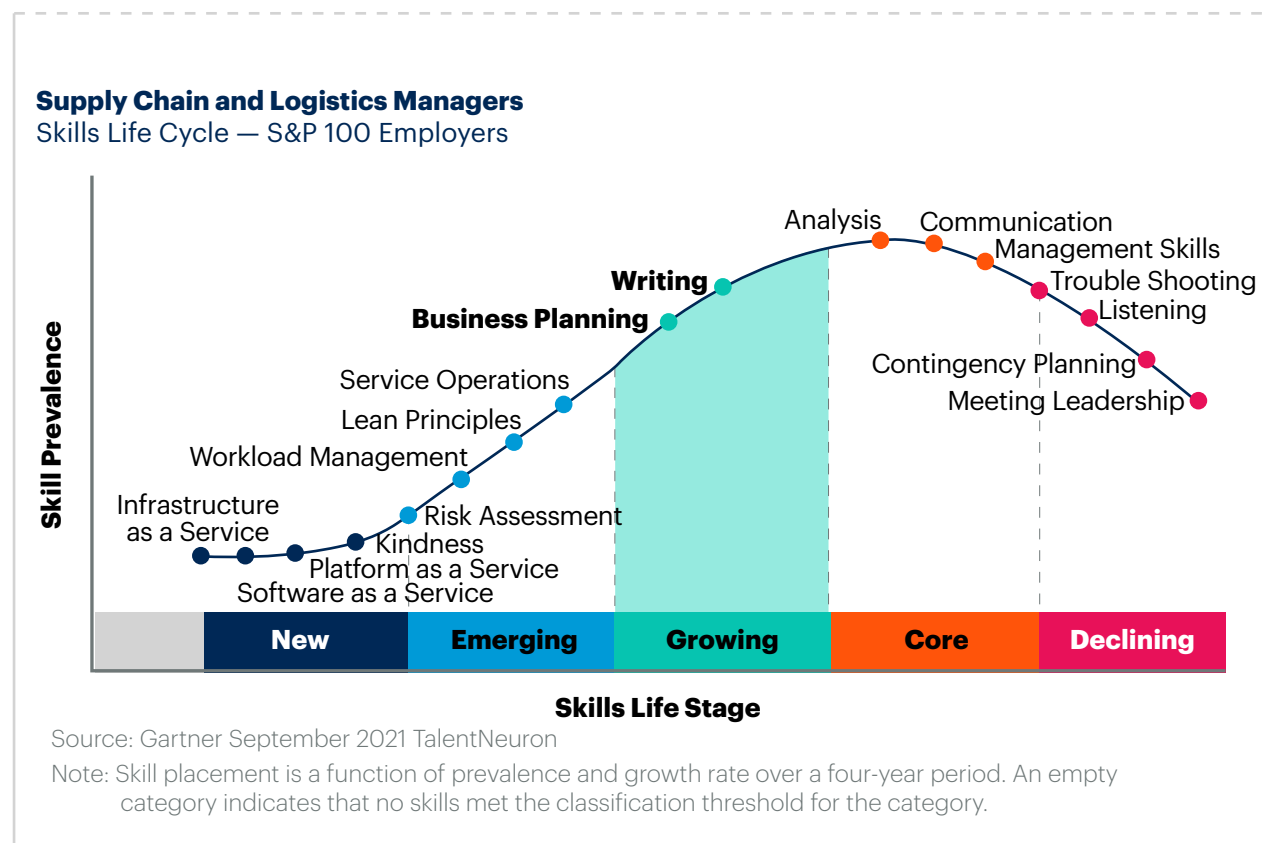 Supply Chain and Logistics Managers
Skills Life Cycle — S&P 100 Employers
Skill Prevalence
Analysis
Communication
Management Skills
Writing
Trouble Shooting
Listening
Business Planning
Contingency Planning
Service Operations
Meeting Leadership
Lean Principles
Workload Management
Infrastructure
as a Service
Risk Assessment
Kindness
Platform as a Service
Software as a Service
New
Emerging
Growing
Core
Declining
Skills Life Stage
Source: Gartner September 2021 TalentNeuron
Note: Skill placement is a function of prevalence and growth rate over a four-year period. An empty
category indicates that no skills met the classification threshold for the category.